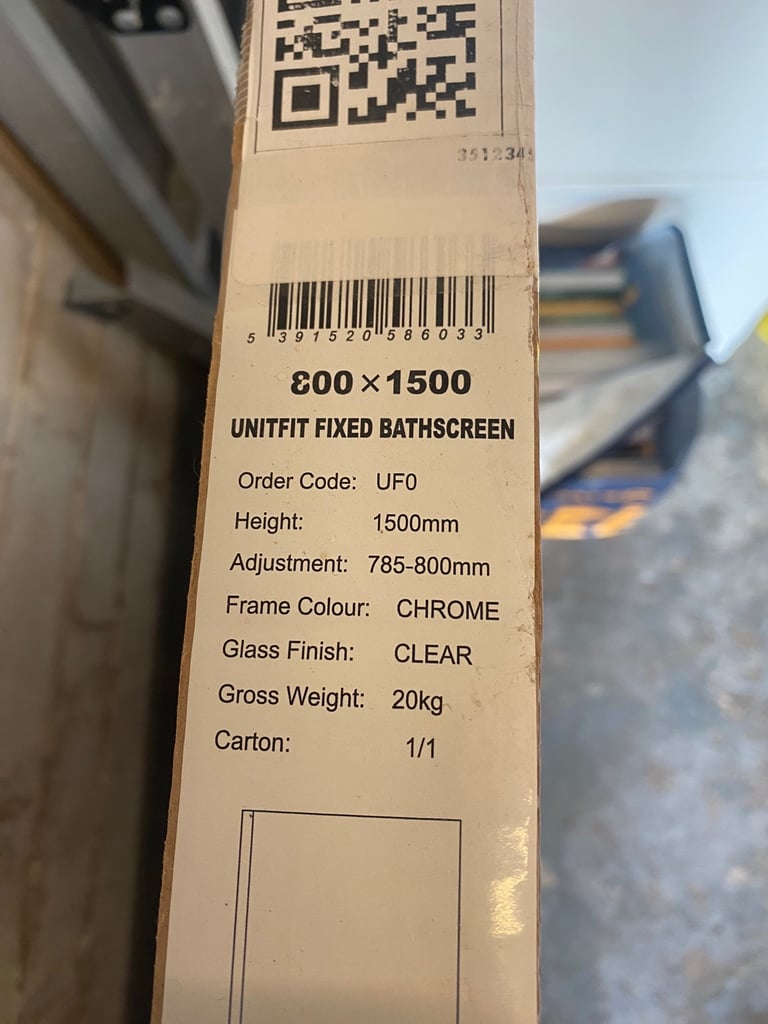 3512345
5 391520 586033
800 × 1500
UNITFIT FIXED BATHSCREEN
Order Code: UF0
Height: 1500mm
Adjustment: 785-800mm
Frame Colour: CHROME
Glass Finish: CLEAR
Gross Weight: 20kg
Carton: 1/1